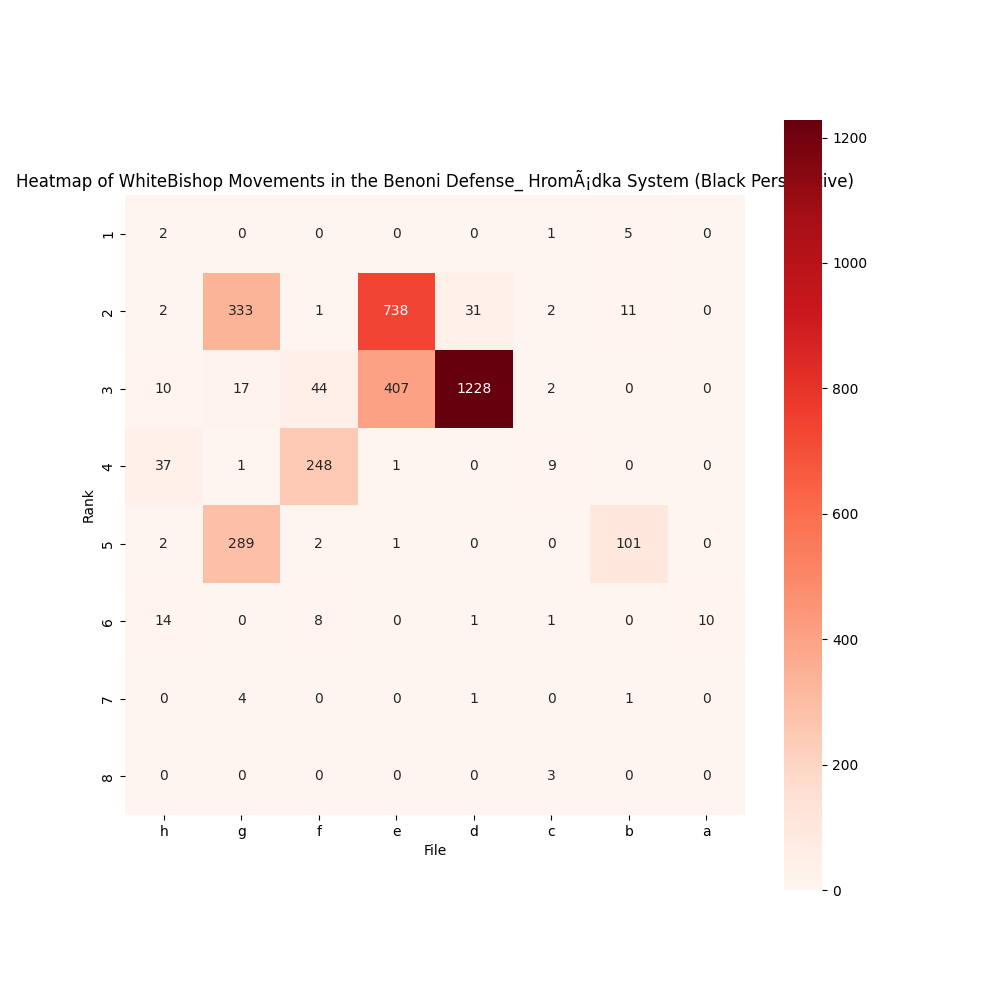 Heatmap of WhiteBishop Movements in the Benoni Defense_ HromÃ¡dka System (Black Pers ive)
1200
1000
800
600
400
200
0
1 2 0 0 0 0 1 5 0
2 2 333 1 738 31 2 11 0
3 10 17 44 407 1228 2 0 0
4 37 1 248 1 0 9 0 0
Rank
5 2 289 2 1 0 0 101 0
6 14 0 8 0 1 1 0 10
7 0 4 0 0 1 0 1 0
8 0 0 0 0 0 3 0 0
h g f e d c b a
File